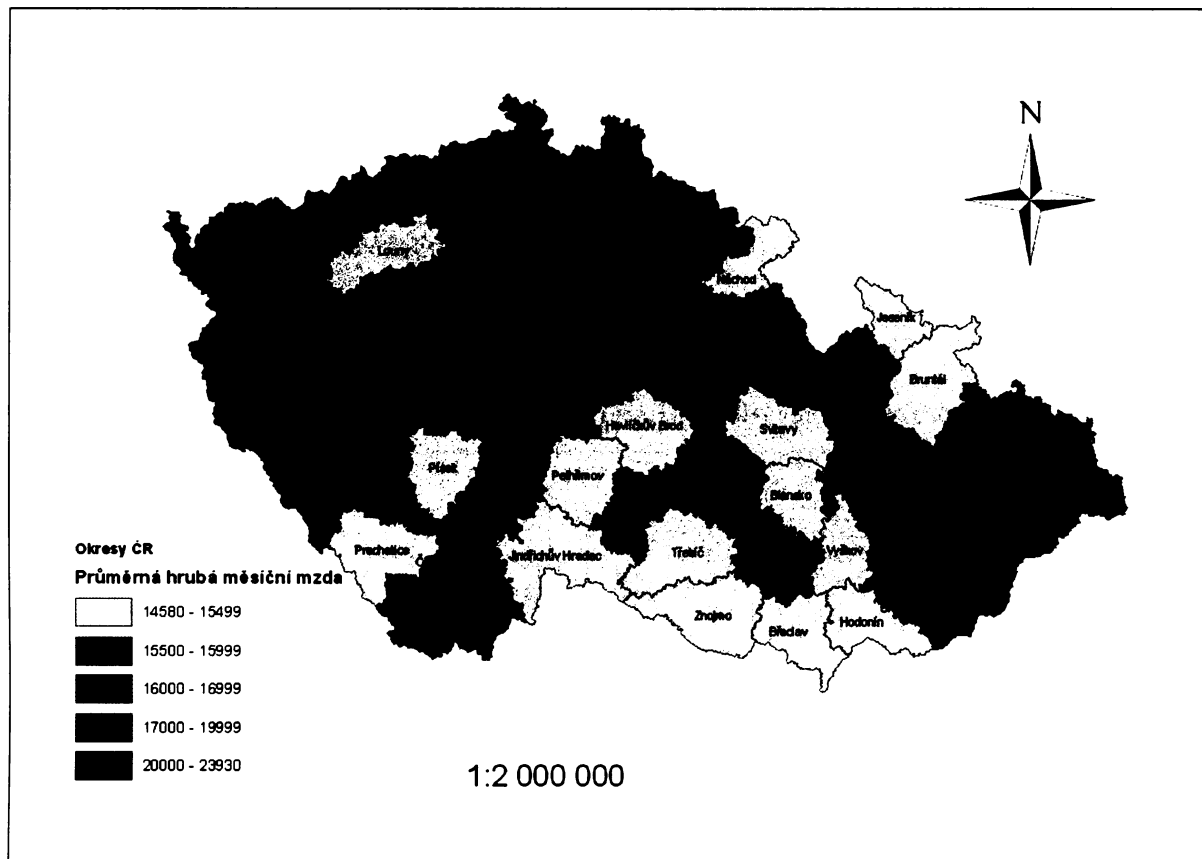 N
Louny
Náchod
Jeseník
Bruntál
Havlíčkův Brod
Svitavy
Písek
Pelhřimov
Blansko
Prachatice
Jindřichův Hradec
Třebíč
Vyškov
Znojmo
Břeclav
Hodonín
Okresy ČR
Průměrná hrubá měsíční mzda
14580 - 15499
15500 - 15999
16000 - 16999
17000 - 19999
20000 - 23930
1:2 000 000